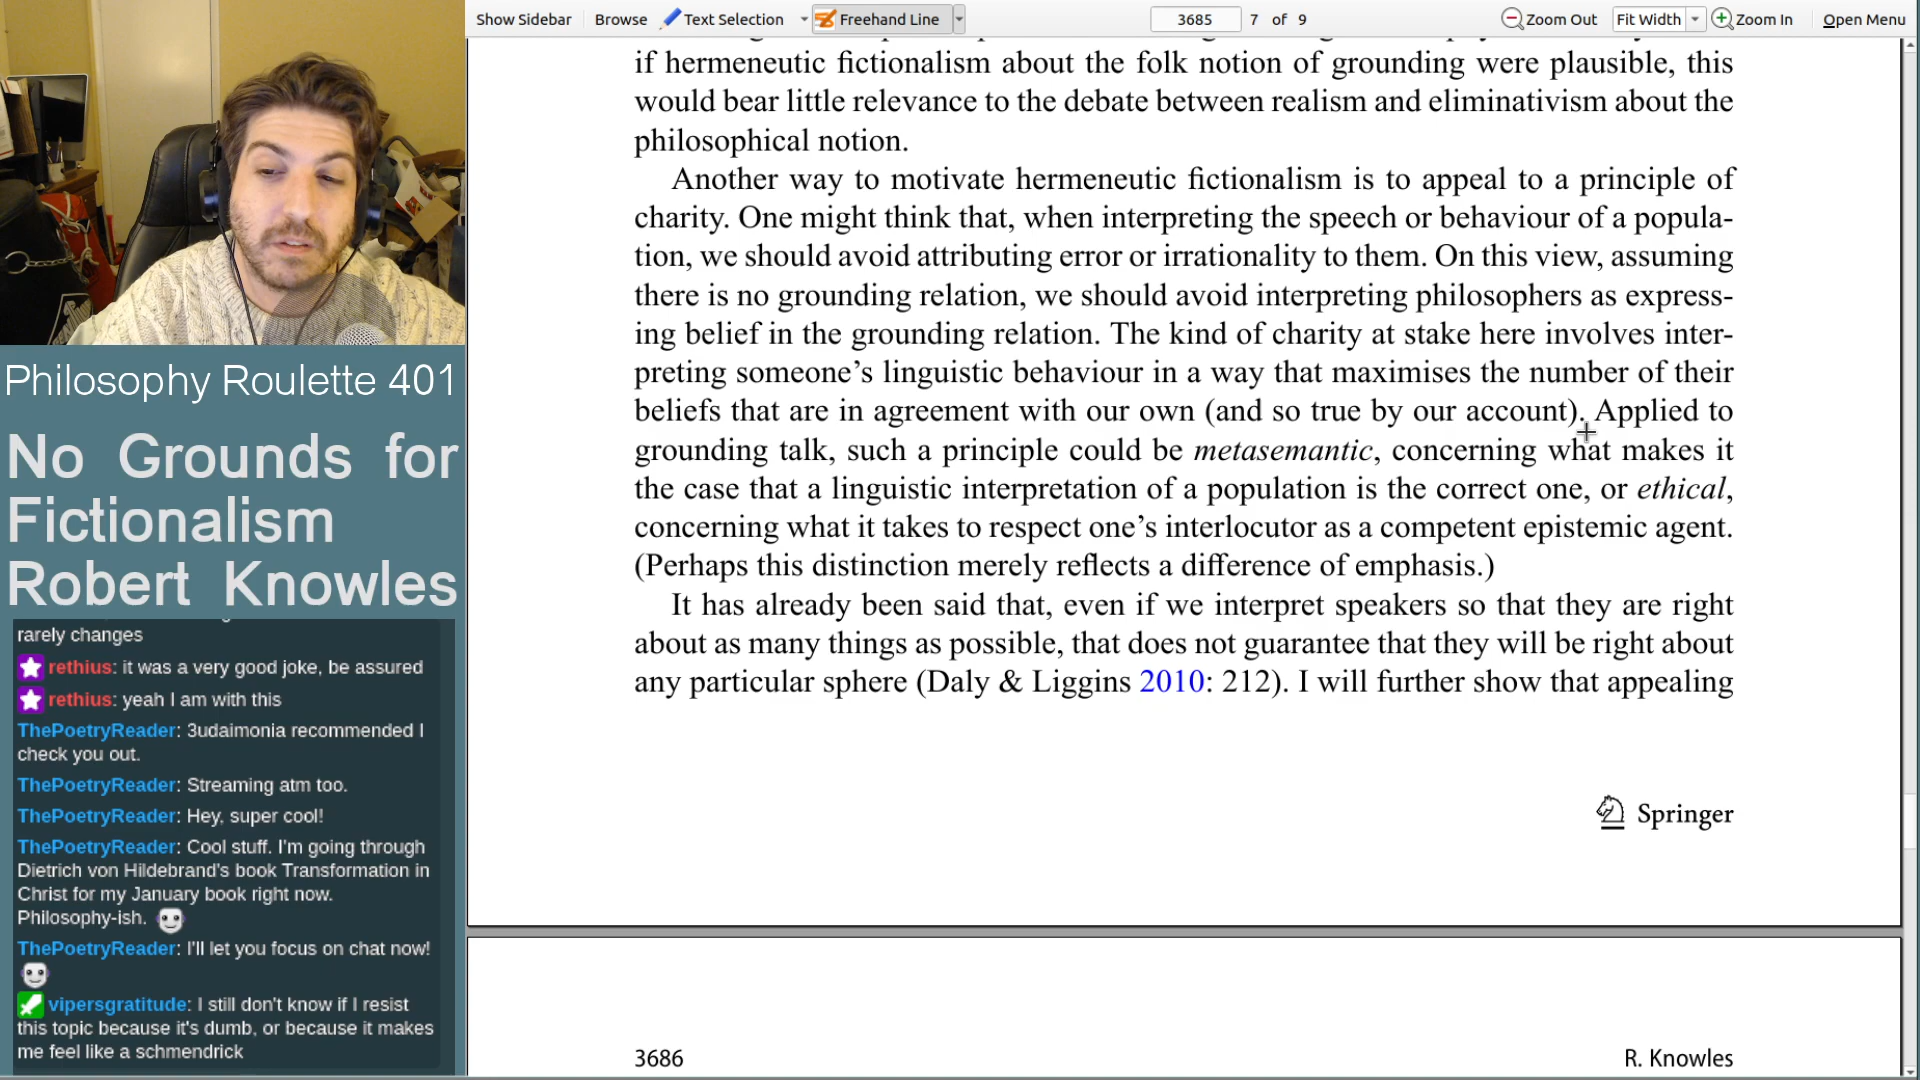 Show Sidebar Browse Text Selection Freehand Line 3685 7 of 9 Zoom Out Fit Width Zoom In Open Menu
if hermeneutic fictionalism about the folk notion of grounding were plausible, this
would bear little relevance to the debate between realism and eliminativism about the
philosophical notion.
Another way to motivate hermeneutic fictionalism is to appeal to a principle of
charity. One might think that, when interpreting the speech or behaviour of a popula-
tion, we should avoid attributing error or irrationality to them. On this view, assuming
there is no grounding relation, we should avoid interpreting philosophers as express-
ing belief in the grounding relation. The kind of charity at stake here involves inter-
preting someone's linguistic behaviour in a way that maximises the number of their
beliefs that are in agreement with our own (and so true by our account). Applied to
grounding talk, such a principle could be metasemantic, concerning what makes it
the case that a linguistic interpretation of a population is the correct one, or ethical,
concerning what it takes to respect one's interlocutor as a competent epistemic agent.
(Perhaps this distinction merely reflects a difference of emphasis.)
It has already been said that, even if we interpret speakers so that they are right
about as many things as possible, that does not guarantee that they will be right about
any particular sphere (Daly & Liggins 2010: 212). I will further show that appealing
Springer
3686 R. Knowles
Philosophy Roulette 401
No Grounds for
Fictionalism
Robert Knowles
rarely changes
rethius: it was a very good joke, be assured
rethius: yeah I am with this
ThePoetryReader: 3udaimonia recommended I
check you out.
ThePoetryReader: Streaming atm too.
ThePoetryReader: Hey, super cool!
ThePoetryReader: Cool stuff. I'm going through
Dietrich von Hildebrand's book Transformation in
Christ for my January book right now.
Philosophy-ish.
ThePoetryReader: I'll let you focus on chat now!
vipersgratitude: I still don't know if I resist
this topic because it's dumb, or because it makes
me feel like a schmendrick